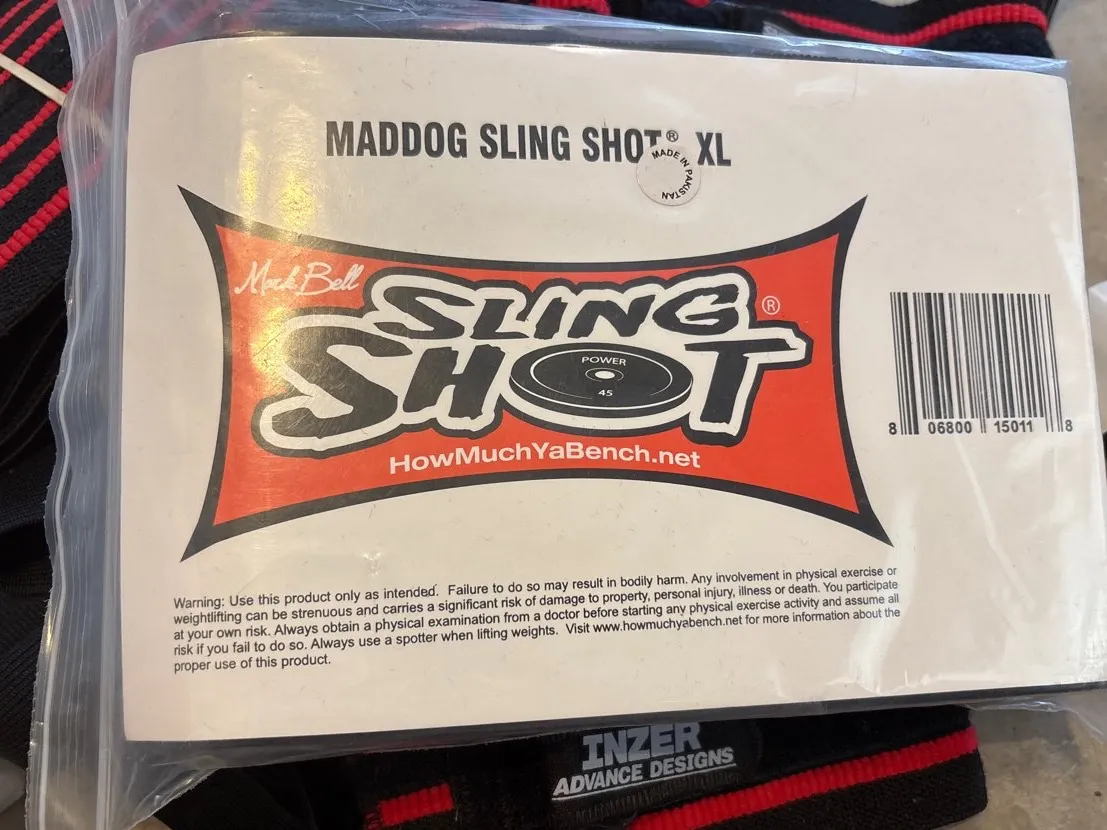 MADDOG SLING SHOT® XL
MADE IN PAKISTAN
Mark Bell
SLING
SHOT
®
POWER
45
HowMuchYaBench.net
8 06800 15011 8
Warning: Use this product only as intended. Failure to do so may result in bodily harm. Any involvement in physical exercise or
weightlifting can be strenuous and carries a significant risk of damage to property, personal injury, illness or death. You participate
at your own risk. Always obtain a physical examination from a doctor before starting any physical exercise activity and assume all
risk if you fail to do so. Always use a spotter when lifting weights. Visit www.howmuchyabench.net for more information about the
proper use of this product.
INZER
ADVANCE DESIGNS